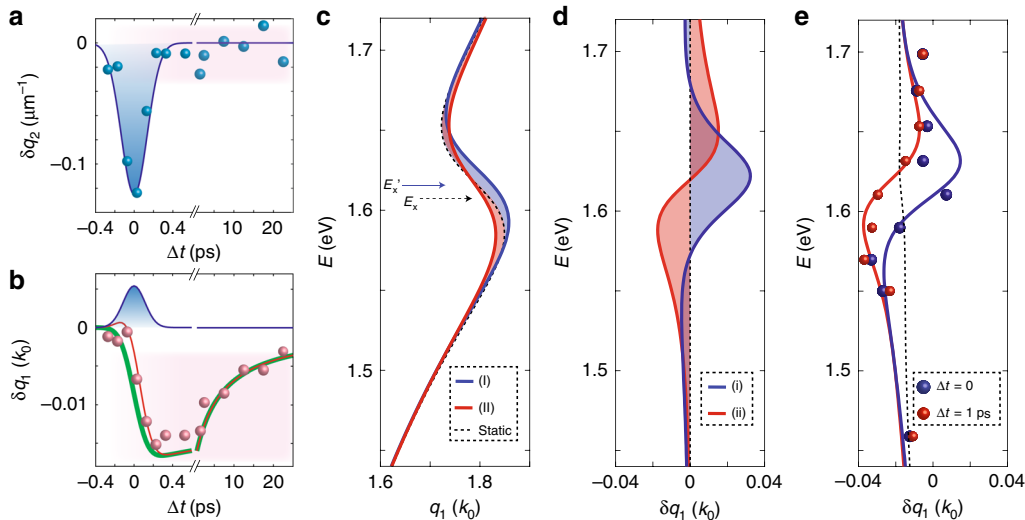 a
0
−0.1
δq₂ (μm⁻¹)
−0.4 0 0.4 10 20
Δt (ps)
b
0
−0.01
δq₁ (k₀)
−0.4 0 0.4 10 20
Δt (ps)
c
1.7
1.6
1.5
E (eV)
Eₓ'
Eₓ
(I)
(II)
Static
1.6 1.8
q₁ (k₀)
d
1.7
1.6
1.5
E (eV)
(i)
(ii)
−0.04 0 0.04
δq₁ (k₀)
e
1.7
1.6
1.5
E (eV)
Δt = 0
Δt = 1 ps
−0.04 0 0.04
δq₁ (k₀)